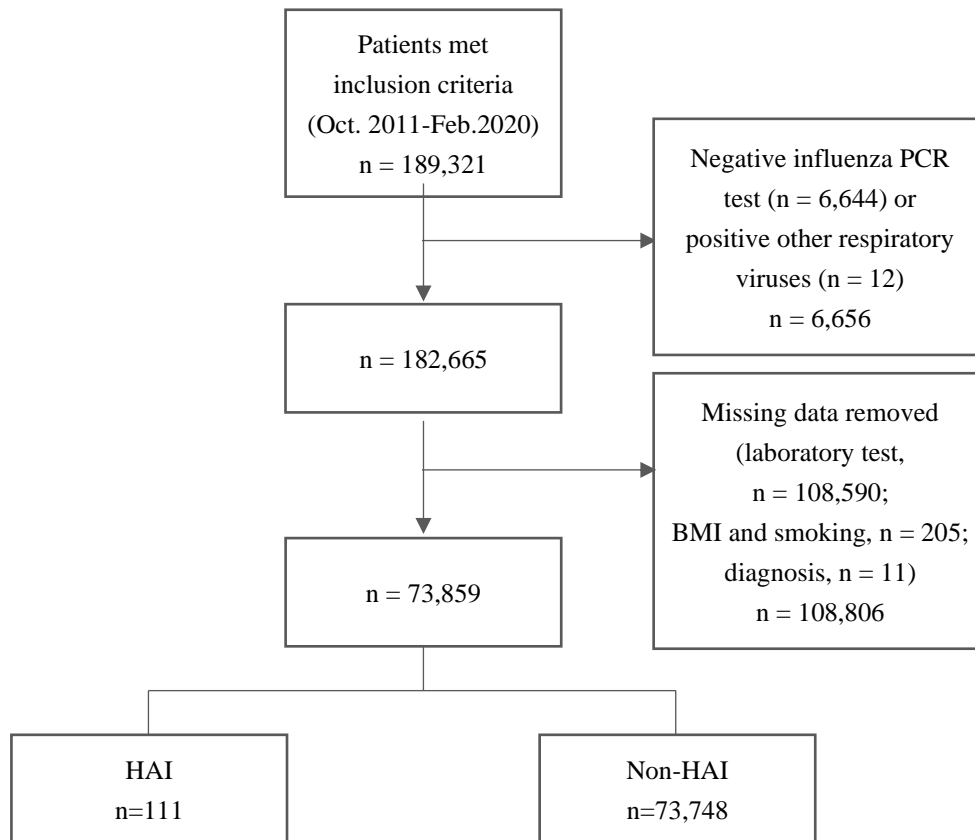 Patients met
inclusion criteria
(Oct. 2011-Feb.2020)
n = 189,321
Negative influenza PCR
test (n = 6,644) or
positive other respiratory
viruses (n = 12)
n = 6,656
n = 182,665
Missing data removed
(laboratory test,
n = 108,590;
BMI and smoking, n = 205;
diagnosis, n = 11)
n = 108,806
n = 73,859
HAI
n=111
Non-HAI
n=73,748